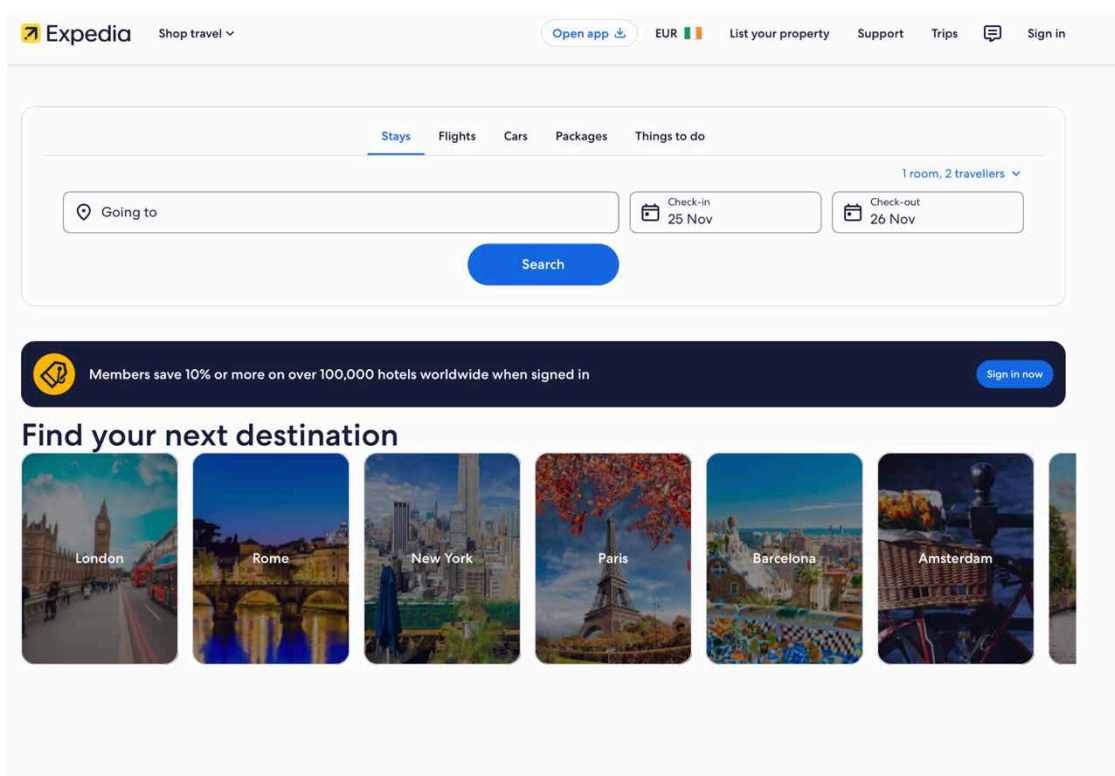 Expedia
Shop travel
Open app
EUR
List your property
Support
Trips
Sign in
Stays
Flights
Cars
Packages
Things to do
1 room, 2 travellers
Going to
Check-in
25 Nov
Check-out
26 Nov
Search
Members save 10% or more on over 100,000 hotels worldwide when signed in
Sign in now
Find your next destination
London
Rome
New York
Paris
Barcelona
Amsterdam